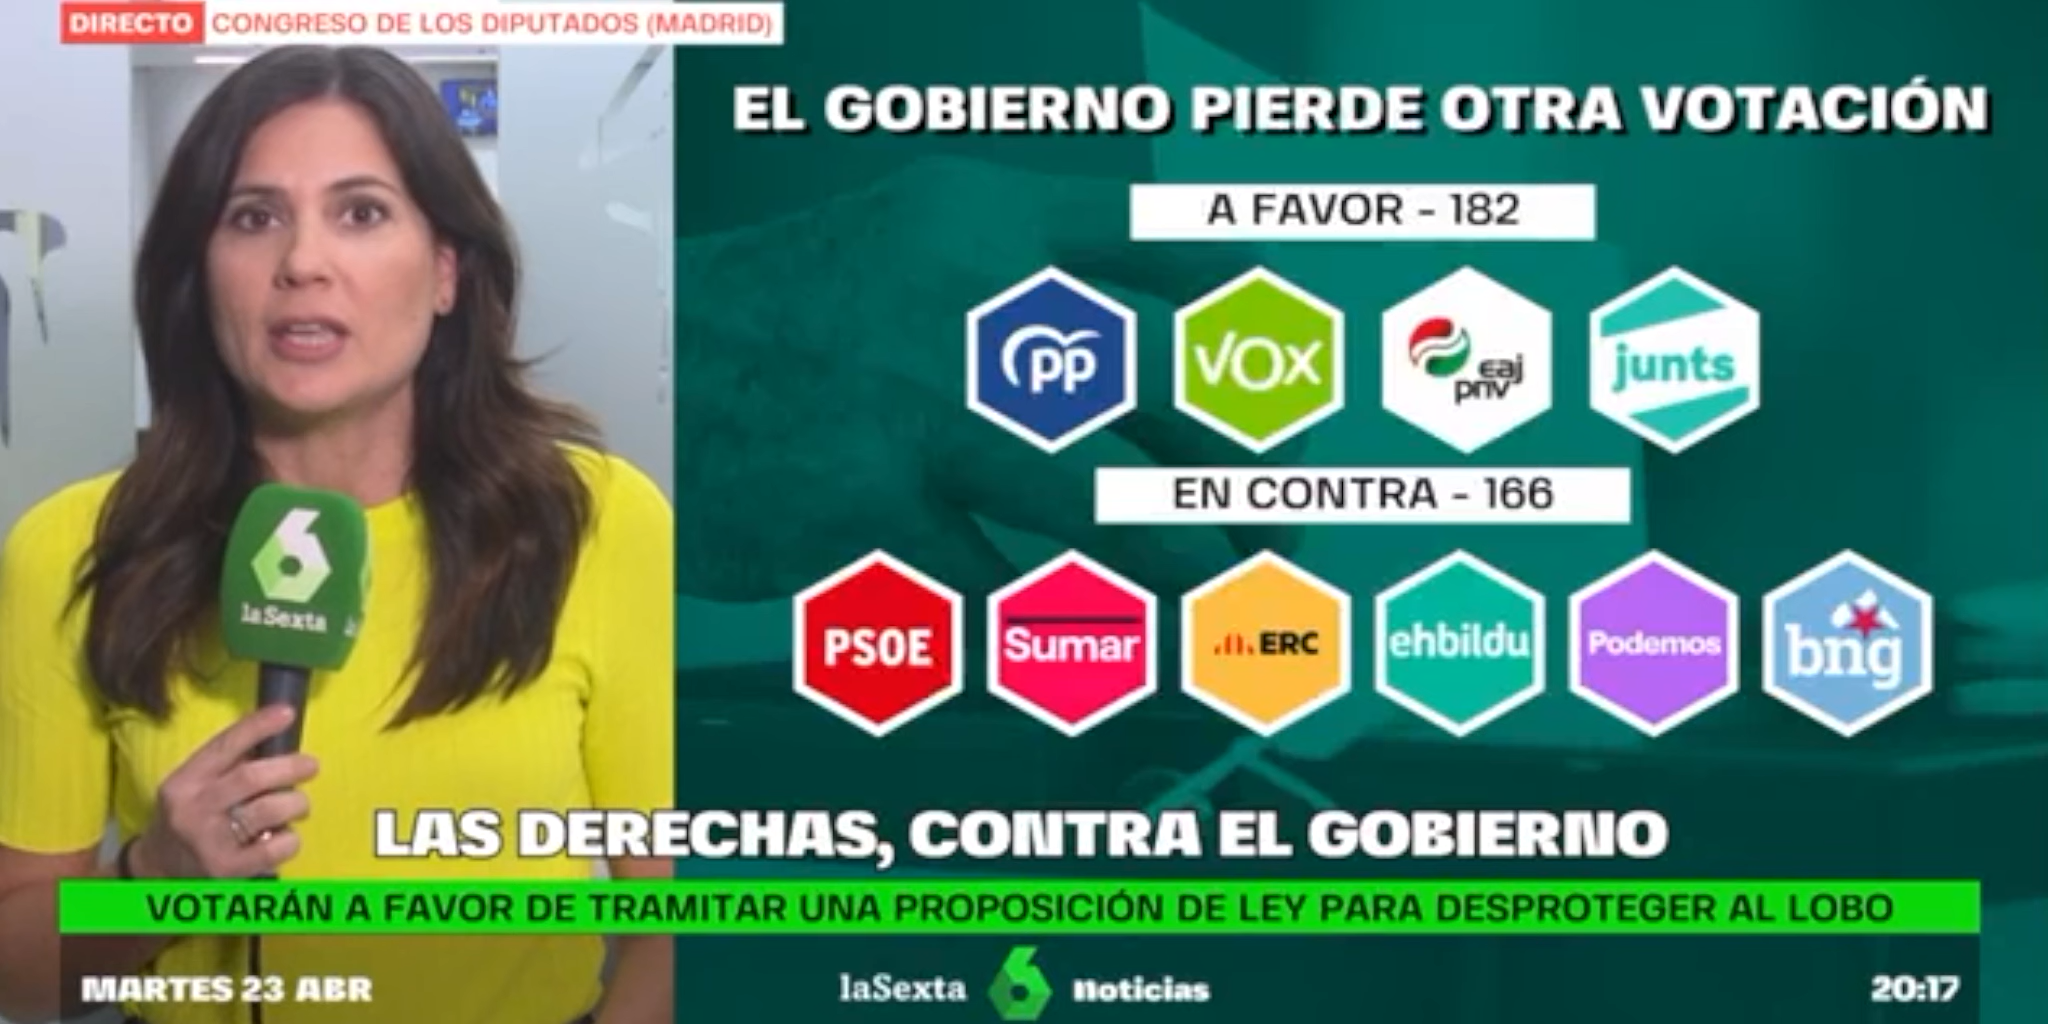 DIRECTO CONGRESO DE LOS DIPUTADOS (MADRID)
EL GOBIERNO PIERDE OTRA VOTACIÓN
A FAVOR - 182
pp
VOX
eaj
pnv
junts
EN CONTRA - 166
PSOE
Sumar
ERC
ehbildu
Podemos
bng
6
laSexta
LAS DERECHAS, CONTRA EL GOBIERNO
VOTARÁN A FAVOR DE TRAMITAR UNA PROPOSICIÓN DE LEY PARA DESPROTEGER AL LOBO
MARTES 23 ABR
laSexta 6 noticias
20:17